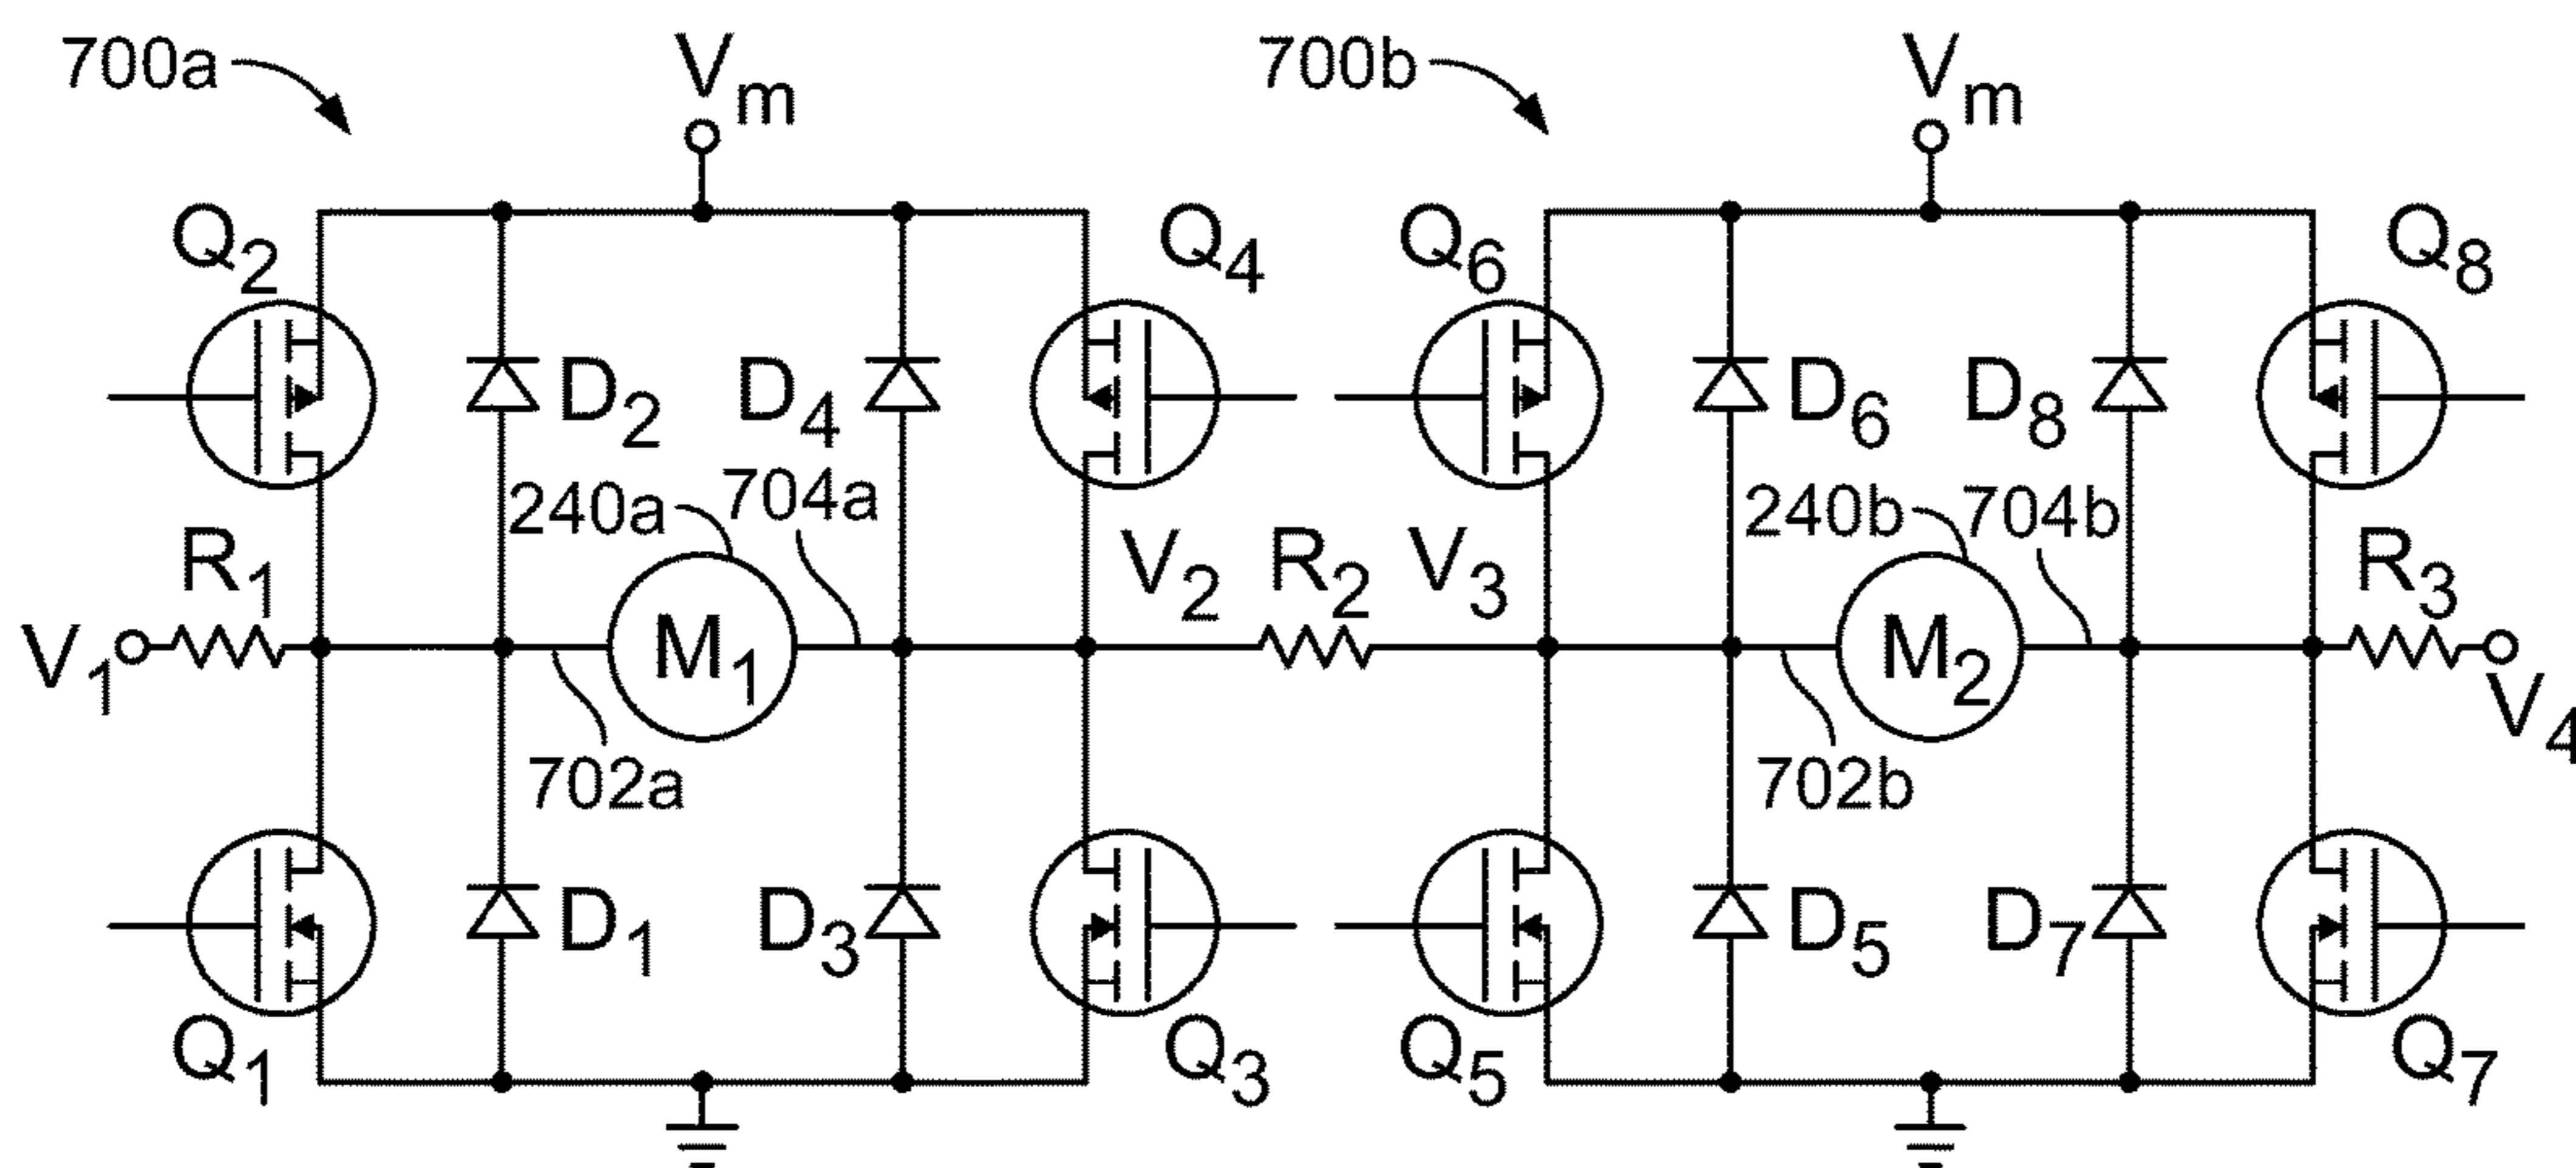 700a
Vm
700b
Vm
Q2
Q4
Q6
Q8
D2
D4
D6
D8
240a
704a
240b
704b
R1
V2
R2
V3
R3
V1
M1
M2
V4
702a
702b
D1
D3
D5
D7
Q1
Q3
Q5
Q7